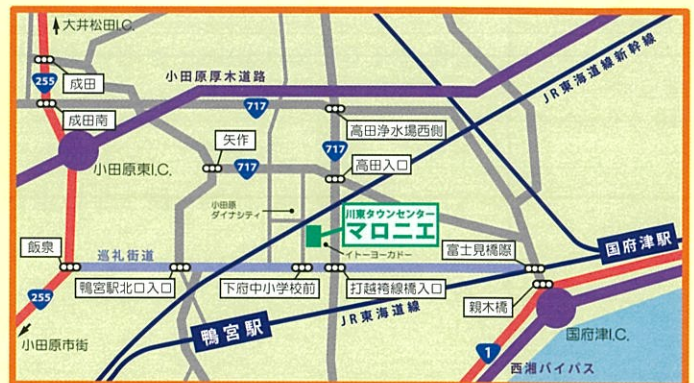 大井松田I.C.
255
成田
小田原厚木道路
JR東海道線新幹線
717
成田南
高田浄水場西側
矢作
717
717
高田入口
小田原東I.C.
小田原
ダイナシティ
川東タウンセンター
マロニエ
イトーヨーカドー
国府津駅
飯泉
巡礼街道
富士見橋際
鴨宮駅北口入口
下府中小学校前
打越袴線橋入口
255
親木橋
JR東海道線
鴨宮駅
小田原市街
国府津I.C.
1
西湘バイパス